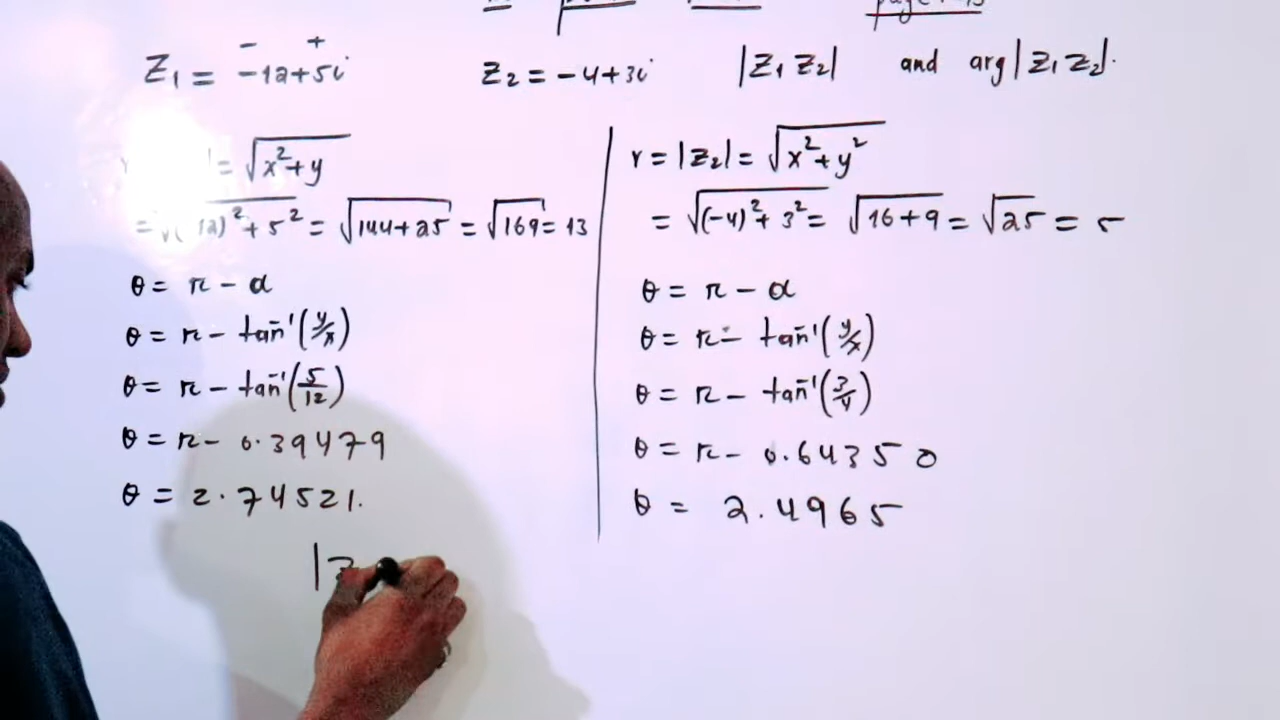 Z₁ = -12+5i Z₂ = -4+3i |Z₁ Z₂| and arg|Z₁ Z₂|.
- +
= √x²+y
= √( 12)²+5² = √144+25 = √169 = 13
θ = π - α
θ = π - tan⁻¹(y/x)
θ = π - tan⁻¹(5/12)
θ = π - 0.39479
θ = 2.74521.
r = |Z₂| = √x²+y²
= √(-4)²+3² = √16+9 = √25 = 5
θ = π - α
θ = π - tan⁻¹(y/x)
θ = π - tan⁻¹(3/4)
θ = π - 0.64350
θ = 2.4965
|Z